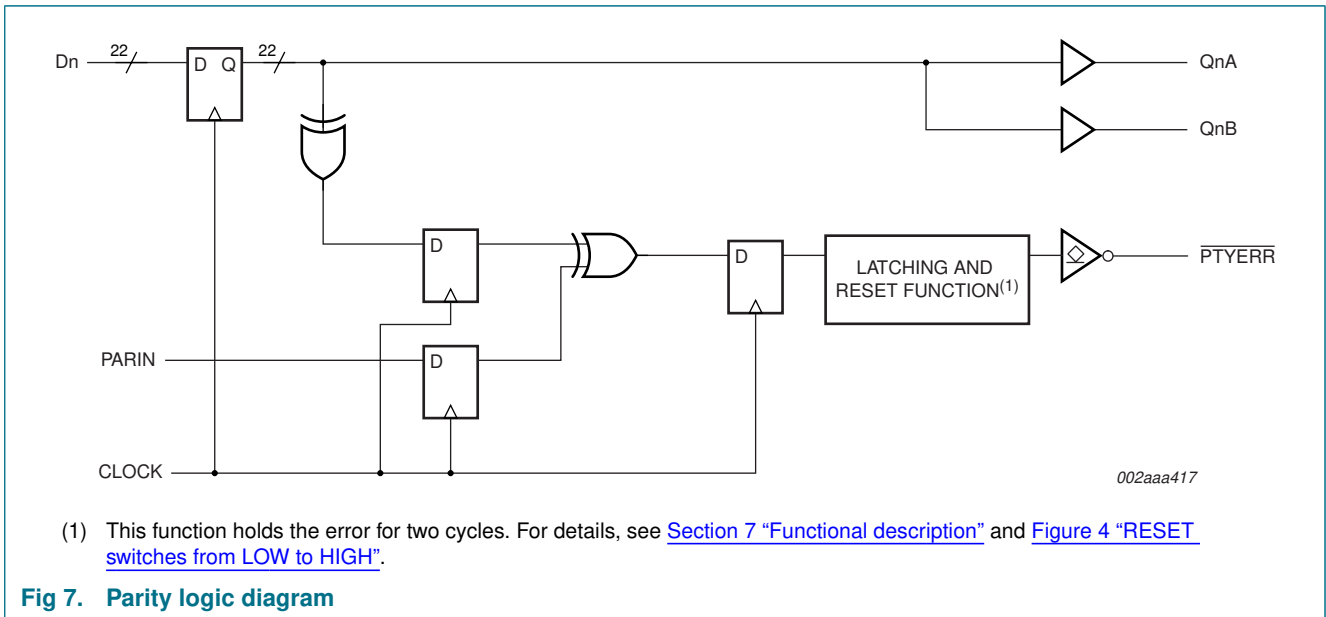 Dn
22
D Q
22
QnA
QnB
D
D
LATCHING AND
RESET FUNCTION(1)
PTYERR
PARIN
D
CLOCK
002aaa417
(1) This function holds the error for two cycles. For details, see Section 7 “Functional description” and Figure 4 “RESET
switches from LOW to HIGH”.
Fig 7. Parity logic diagram